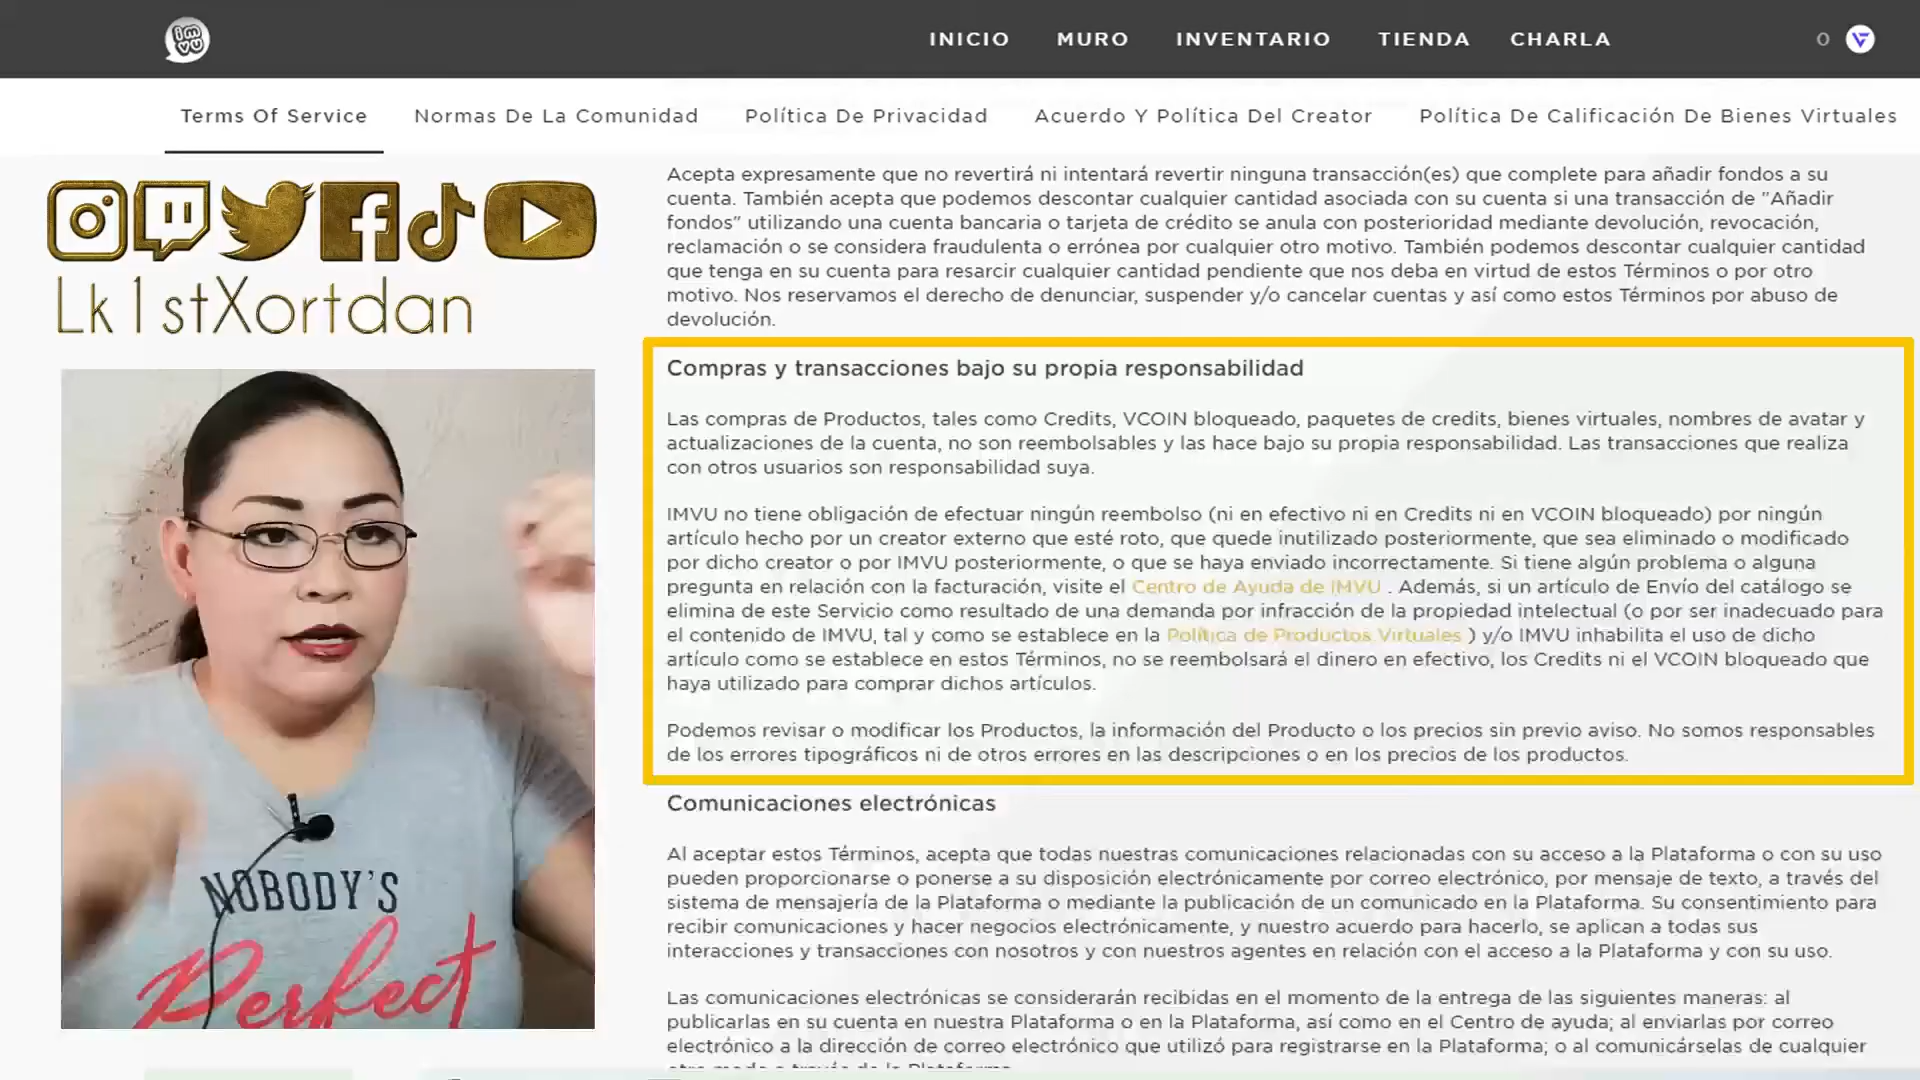 imvu
INICIO MURO INVENTARIO TIENDA CHARLA 0
Terms Of Service Normas De La Comunidad Política De Privacidad Acuerdo Y Política Del Creator Política De Calificación De Bienes Virtuales
Lk1stXortdan
NOBODY'S
Perfect
Acepta expresamente que no revertirá ni intentará revertir ninguna transacción(es) que complete para añadir fondos a su
cuenta. También acepta que podemos descontar cualquier cantidad asociada con su cuenta si una transacción de "Añadir
fondos" utilizando una cuenta bancaria o tarjeta de crédito se anula con posterioridad mediante devolución, revocación,
reclamación o se considera fraudulenta o errónea por cualquier otro motivo. También podemos descontar cualquier cantidad
que tenga en su cuenta para resarcir cualquier cantidad pendiente que nos deba en virtud de estos Términos o por otro
motivo. Nos reservamos el derecho de denunciar, suspender y/o cancelar cuentas y así como estos Términos por abuso de
devolución.
Compras y transacciones bajo su propia responsabilidad
Las compras de Productos, tales como Credits, VCOIN bloqueado, paquetes de credits, bienes virtuales, nombres de avatar y
actualizaciones de la cuenta, no son reembolsables y las hace bajo su propia responsabilidad. Las transacciones que realiza
con otros usuarios son responsabilidad suya.
IMVU no tiene obligación de efectuar ningún reembolso (ni en efectivo ni en Credits ni en VCOIN bloqueado) por ningún
artículo hecho por un creator externo que esté roto, que quede inutilizado posteriormente, que sea eliminado o modificado
por dicho creator o por IMVU posteriormente, o que se haya enviado incorrectamente. Si tiene algún problema o alguna
pregunta en relación con la facturación, visite el Centro de Ayuda de IMVU . Además, si un artículo de Envío del catálogo se
elimina de este Servicio como resultado de una demanda por infracción de la propiedad intelectual (o por ser inadecuado para
el contenido de IMVU, tal y como se establece en la Política de Productos Virtuales ) y/o IMVU inhabilita el uso de dicho
artículo como se establece en estos Términos, no se reembolsará el dinero en efectivo, los Credits ni el VCOIN bloqueado que
haya utilizado para comprar dichos artículos.
Podemos revisar o modificar los Productos, la información del Producto o los precios sin previo aviso. No somos responsables
de los errores tipográficos ni de otros errores en las descripciones o en los precios de los productos.
Comunicaciones electrónicas
Al aceptar estos Términos, acepta que todas nuestras comunicaciones relacionadas con su acceso a la Plataforma o con su uso
pueden proporcionarse o ponerse a su disposición electrónicamente por correo electrónico, por mensaje de texto, a través del
sistema de mensajería de la Plataforma o mediante la publicación de un comunicado en la Plataforma. Su consentimiento para
recibir comunicaciones y hacer negocios electrónicamente, y nuestro acuerdo para hacerlo, se aplican a todas sus
interacciones y transacciones con nosotros y con nuestros agentes en relación con el acceso a la Plataforma y con su uso.
Las comunicaciones electrónicas se considerarán recibidas en el momento de la entrega de las siguientes maneras: al
publicarlas en su cuenta en nuestra Plataforma o en la Plataforma, así como en el Centro de ayuda; al enviarlas por correo
electrónico a la dirección de correo electrónico que utilizó para registrarse en la Plataforma; o al comunicárselas de cualquier